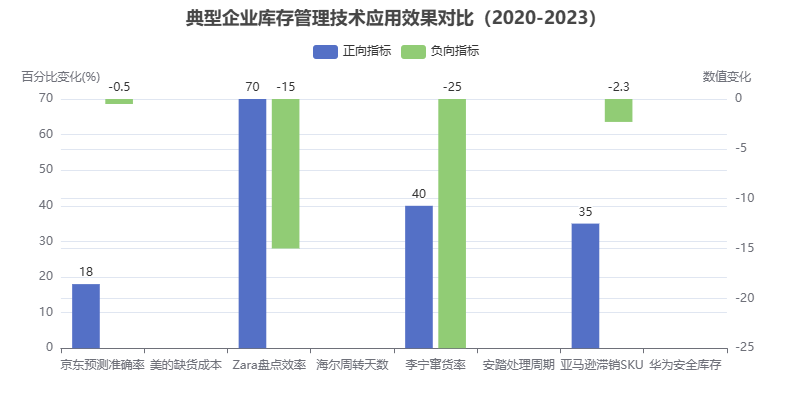 典型企业库存管理技术应用效果对比（2020-2023）
正向指标 负向指标
百分比变化(%) 数值变化
70 -0.5 70 -15 -25 -2.3 0
60 -5
50
40 40 35 -10
30 -15
20 18
10 -20
0 -25
京东预测准确率 美的缺货成本 Zara盘点效率 海尔周转天数 李宁窜货率 安踏处理周期 亚马逊滞销SKU 华为安全库存